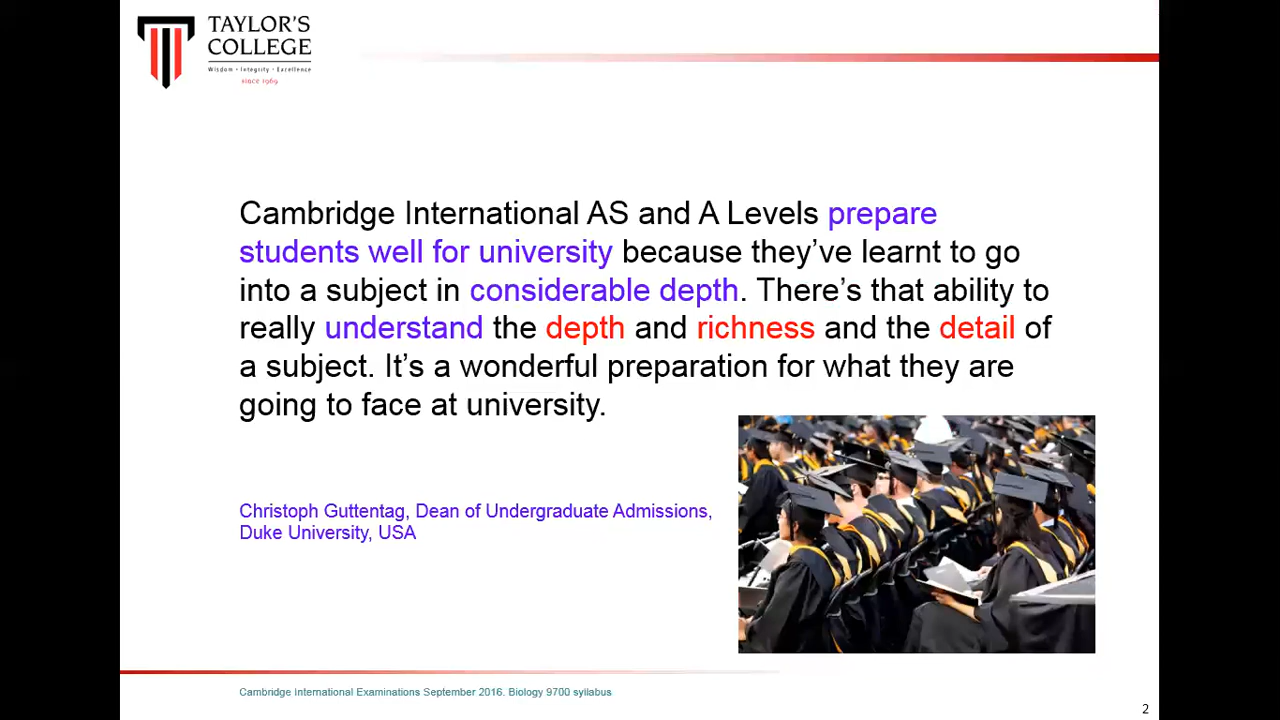 TAYLOR'S
COLLEGE
Wisdom • Integrity • Excellence
since 1969
Cambridge International AS and A Levels prepare
students well for university because they’ve learnt to go
into a subject in considerable depth. There’s that ability to
really understand the depth and richness and the detail of
a subject. It’s a wonderful preparation for what they are
going to face at university.
Christoph Guttentag, Dean of Undergraduate Admissions,
Duke University, USA
Cambridge International Examinations September 2016. Biology 9700 syllabus
2